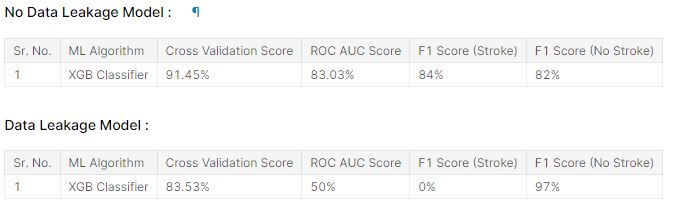 No Data Leakage Model : ¶
Sr. No. ML Algorithm Cross Validation Score ROC AUC Score F1 Score (Stroke) F1 Score (No Stroke)
1 XGB Classifier 91.45% 83.03% 84% 82%
Data Leakage Model :
Sr. No. ML Algorithm Cross Validation Score ROC AUC Score F1 Score (Stroke) F1 Score (No Stroke)
1 XGB Classifier 83.53% 50% 0% 97%